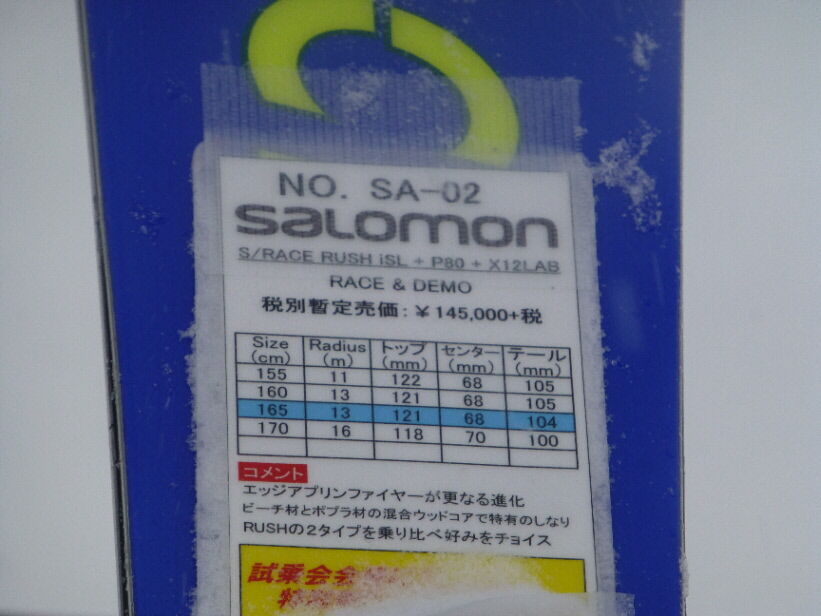 NO. SA-02
SALOMON
S/RACE RUSH iSL + P80 + X12LAB
RACE & DEMO
税別暫定売価：￥145,000+税
Size (cm) Radius (m) トップ (mm) センター (mm) テール (mm)
155 11 122 68 105
160 13 121 68 105
165 13 121 68 104
170 16 118 70 100
コメント
エッジアプリンファイヤーが更なる進化
ビーチ材とポプラ材の混合ウッドコアで特有のしなり
RUSHの2タイプを乗り比べ好みをチョイス
試乗会会
特